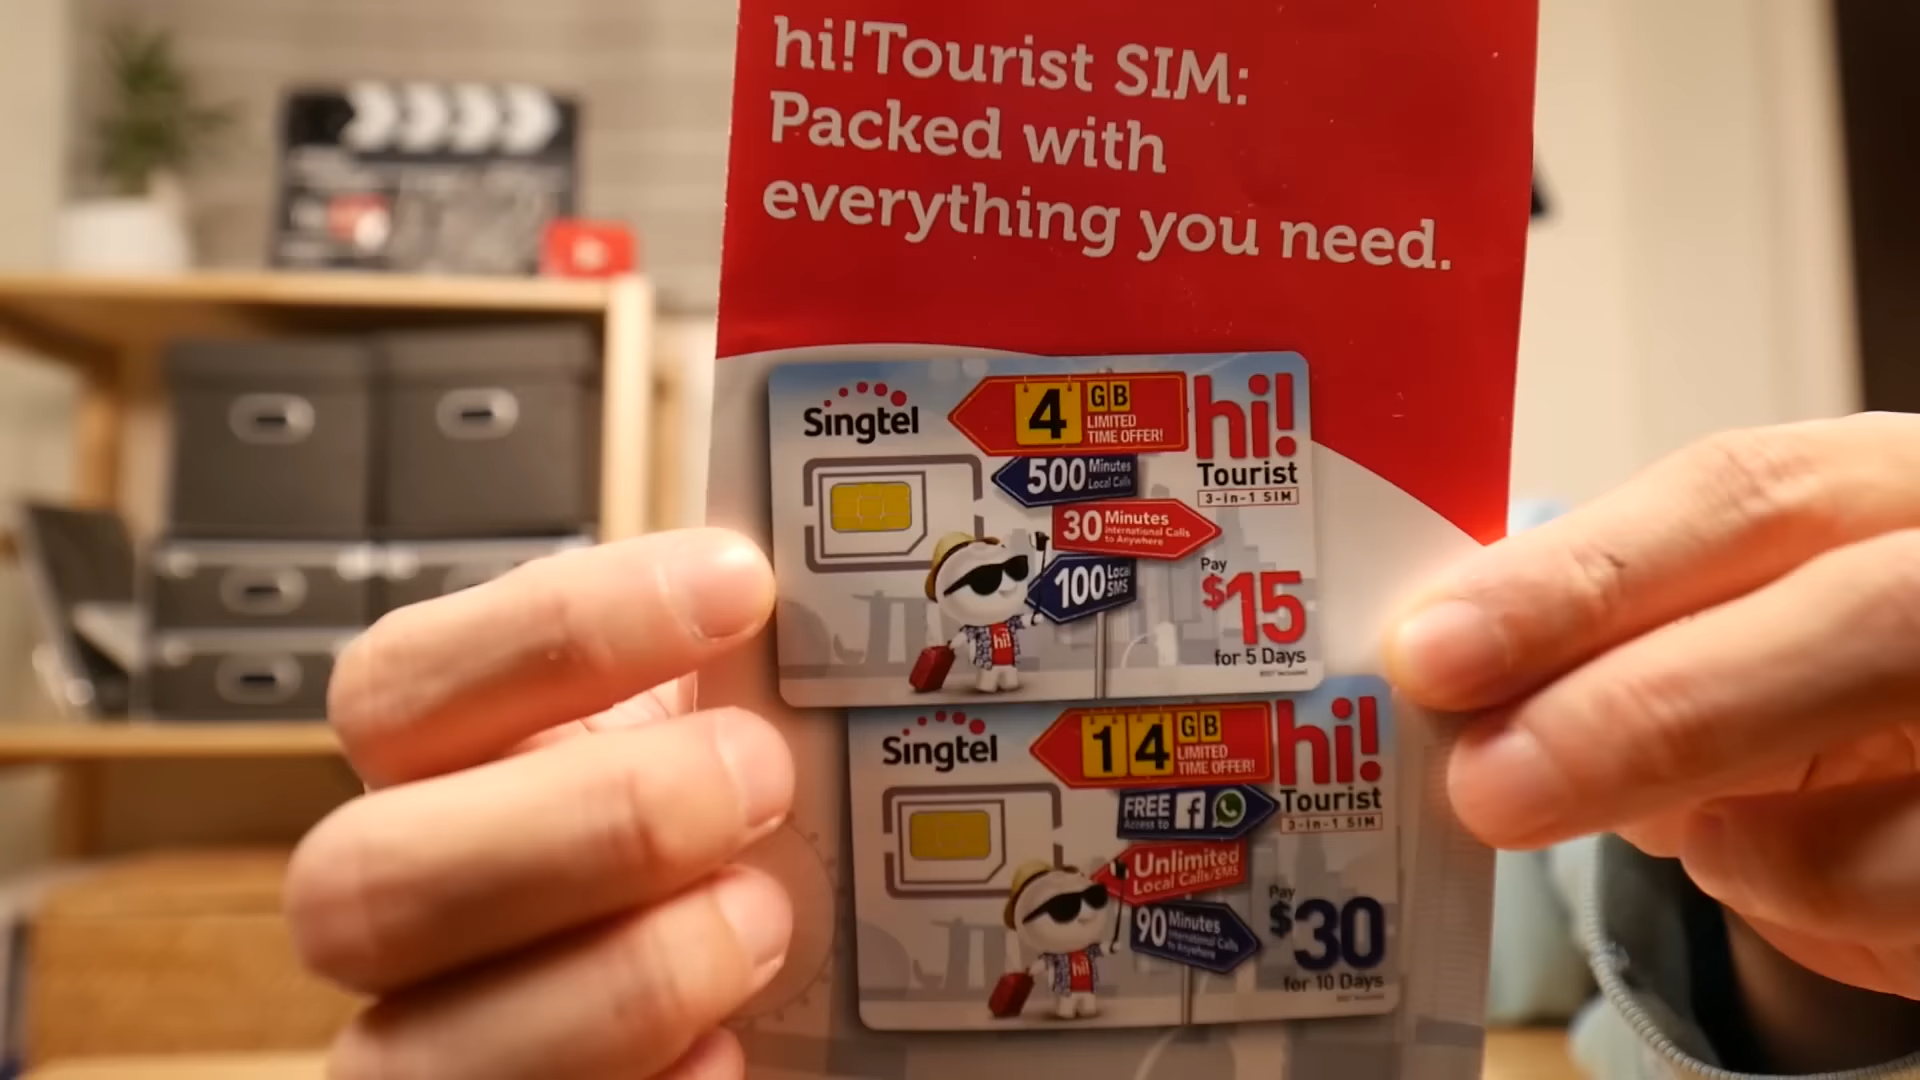 hi!Tourist SIM:
Packed with
everything you need.
Singtel
4 GB
LIMITED
TIME OFFER!
hi!
Tourist
3-in-1 SIM
500 Minutes
Local Calls
30 Minutes
International Calls
to Anywhere
100 Local
SMS
hi!
Pay
$15
for 5 Days
Singtel
14 GB
LIMITED
TIME OFFER!
hi!
Tourist
3-in-1 SIM
FREE
Access to
Unlimited
Local Calls/SMS
90 Minutes
International Calls
to Anywhere
hi!
Pay
$30
for 10 Days